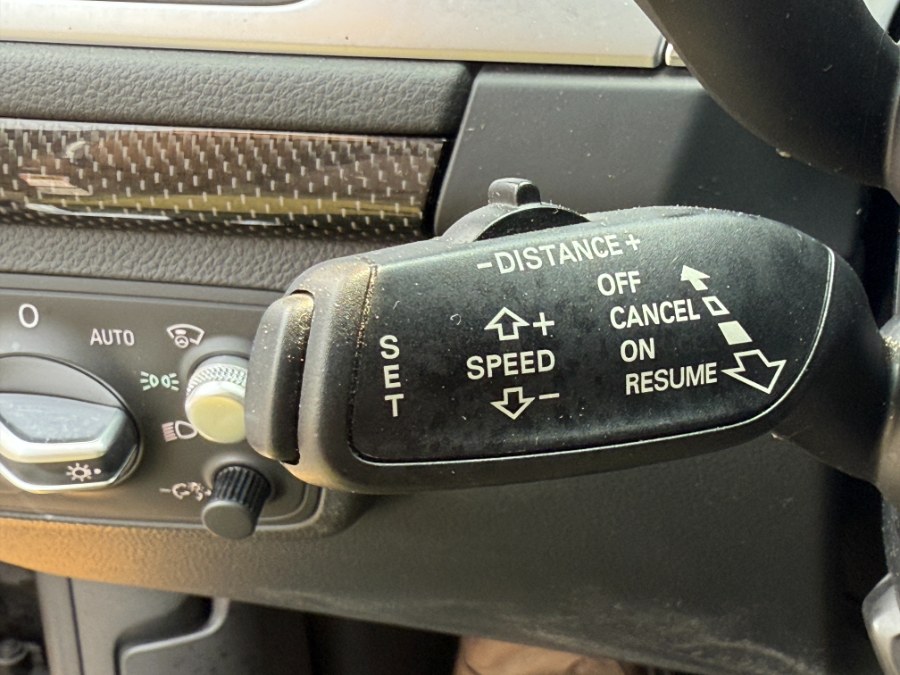 -DISTANCE+
OFF
CANCEL
ON
RESUME
+
SPEED
-
SET
O
AUTO